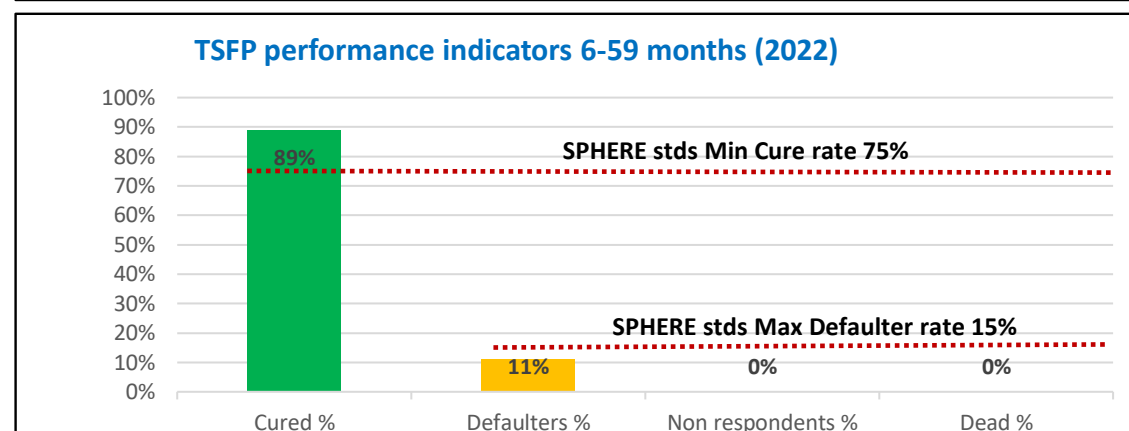 TSFP performance indicators 6-59 months (2022)
100%
90%
80%
70%
60%
50%
40%
30%
20%
10%
0%
89%
SPHERE stds Min Cure rate 75%
SPHERE stds Max Defaulter rate 15%
11%
0%
0%
Cured %
Defaulters %
Non respondents %
Dead %